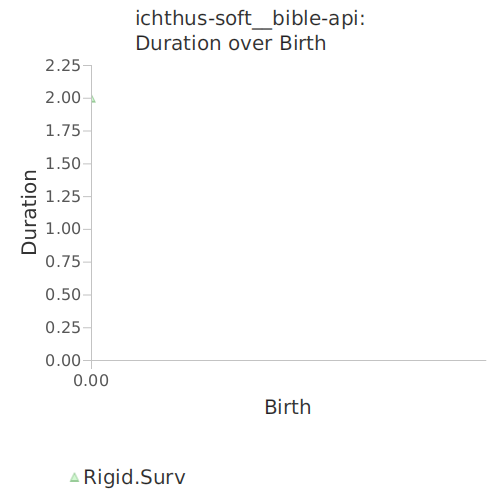 ichthus-soft__bible-api:
Duration over Birth
2.25
2.00
1.75
1.50
1.25
1.00
0.75
0.50
0.25
0.00
Duration
0.00
Birth
Rigid.Surv